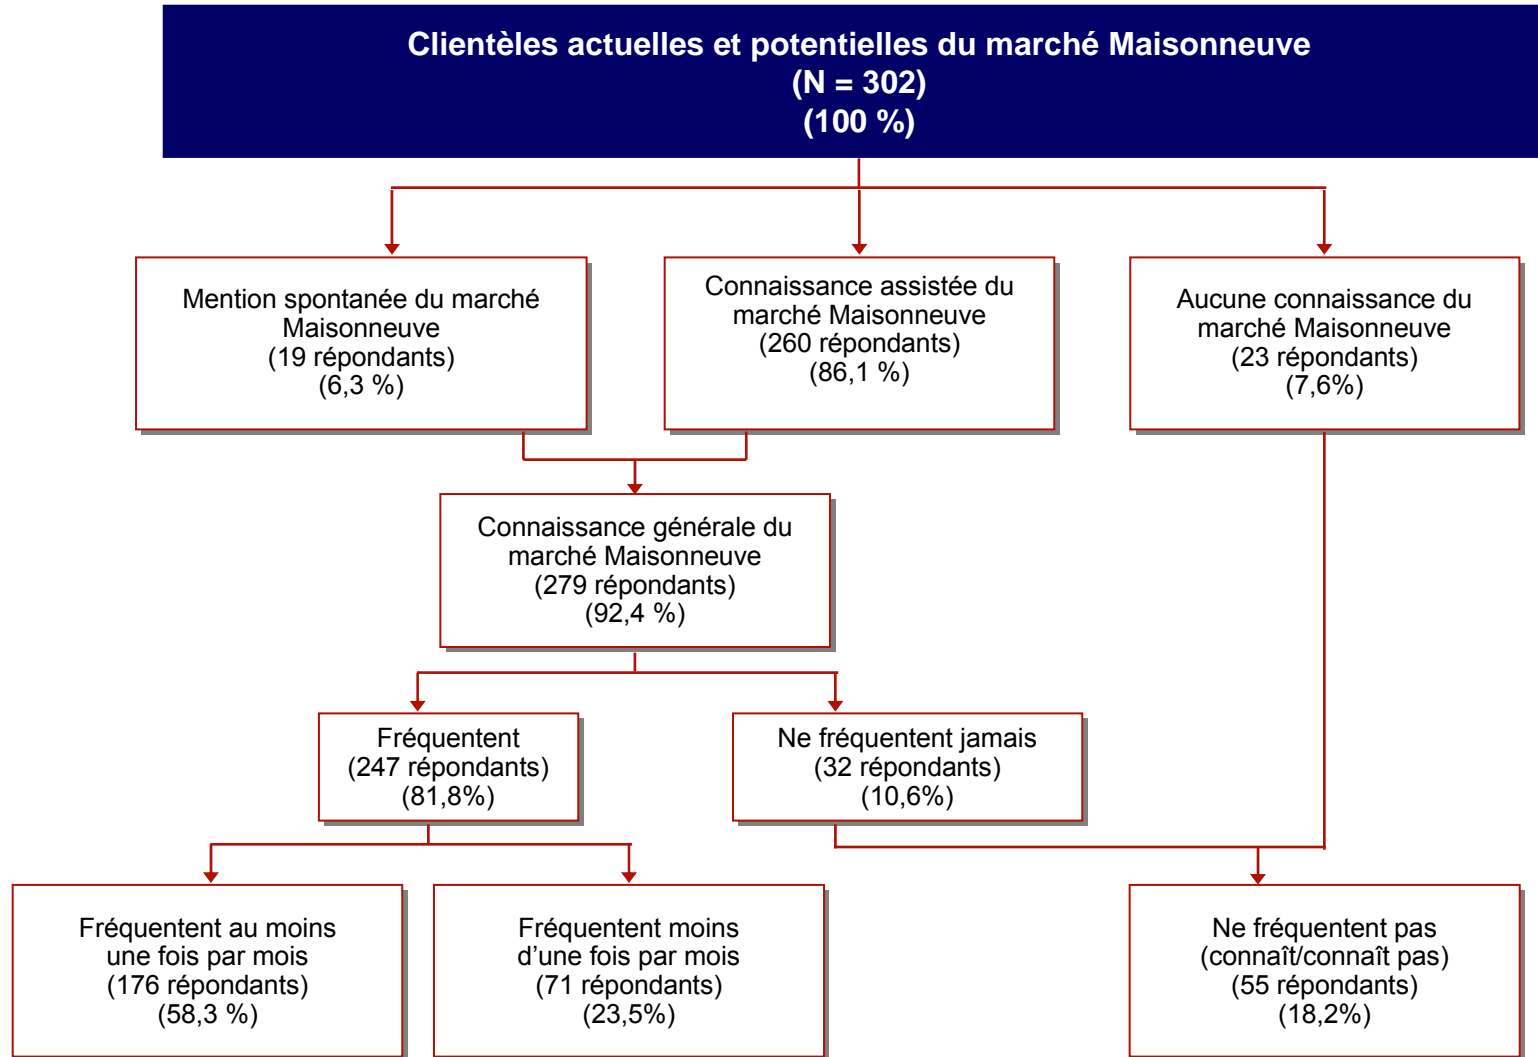 Clientèles actuelles et potentielles du marché Maisonneuve
(N = 302)
(100 %)
Mention spontanée du marché
Maisonneuve
(19 répondants)
(6,3 %)
Connaissance assistée du
marché Maisonneuve
(260 répondants)
(86,1 %)
Aucune connaissance du
marché Maisonneuve
(23 répondants)
(7,6%)
Connaissance générale du
marché Maisonneuve
(279 répondants)
(92,4 %)
Fréquentent
(247 répondants)
(81,8%)
Ne fréquentent jamais
(32 répondants)
(10,6%)
Fréquentent au moins
une fois par mois
(176 répondants)
(58,3 %)
Fréquentent moins
d’une fois par mois
(71 répondants)
(23,5%)
Ne fréquentent pas
(connaît/connaît pas)
(55 répondants)
(18,2%)